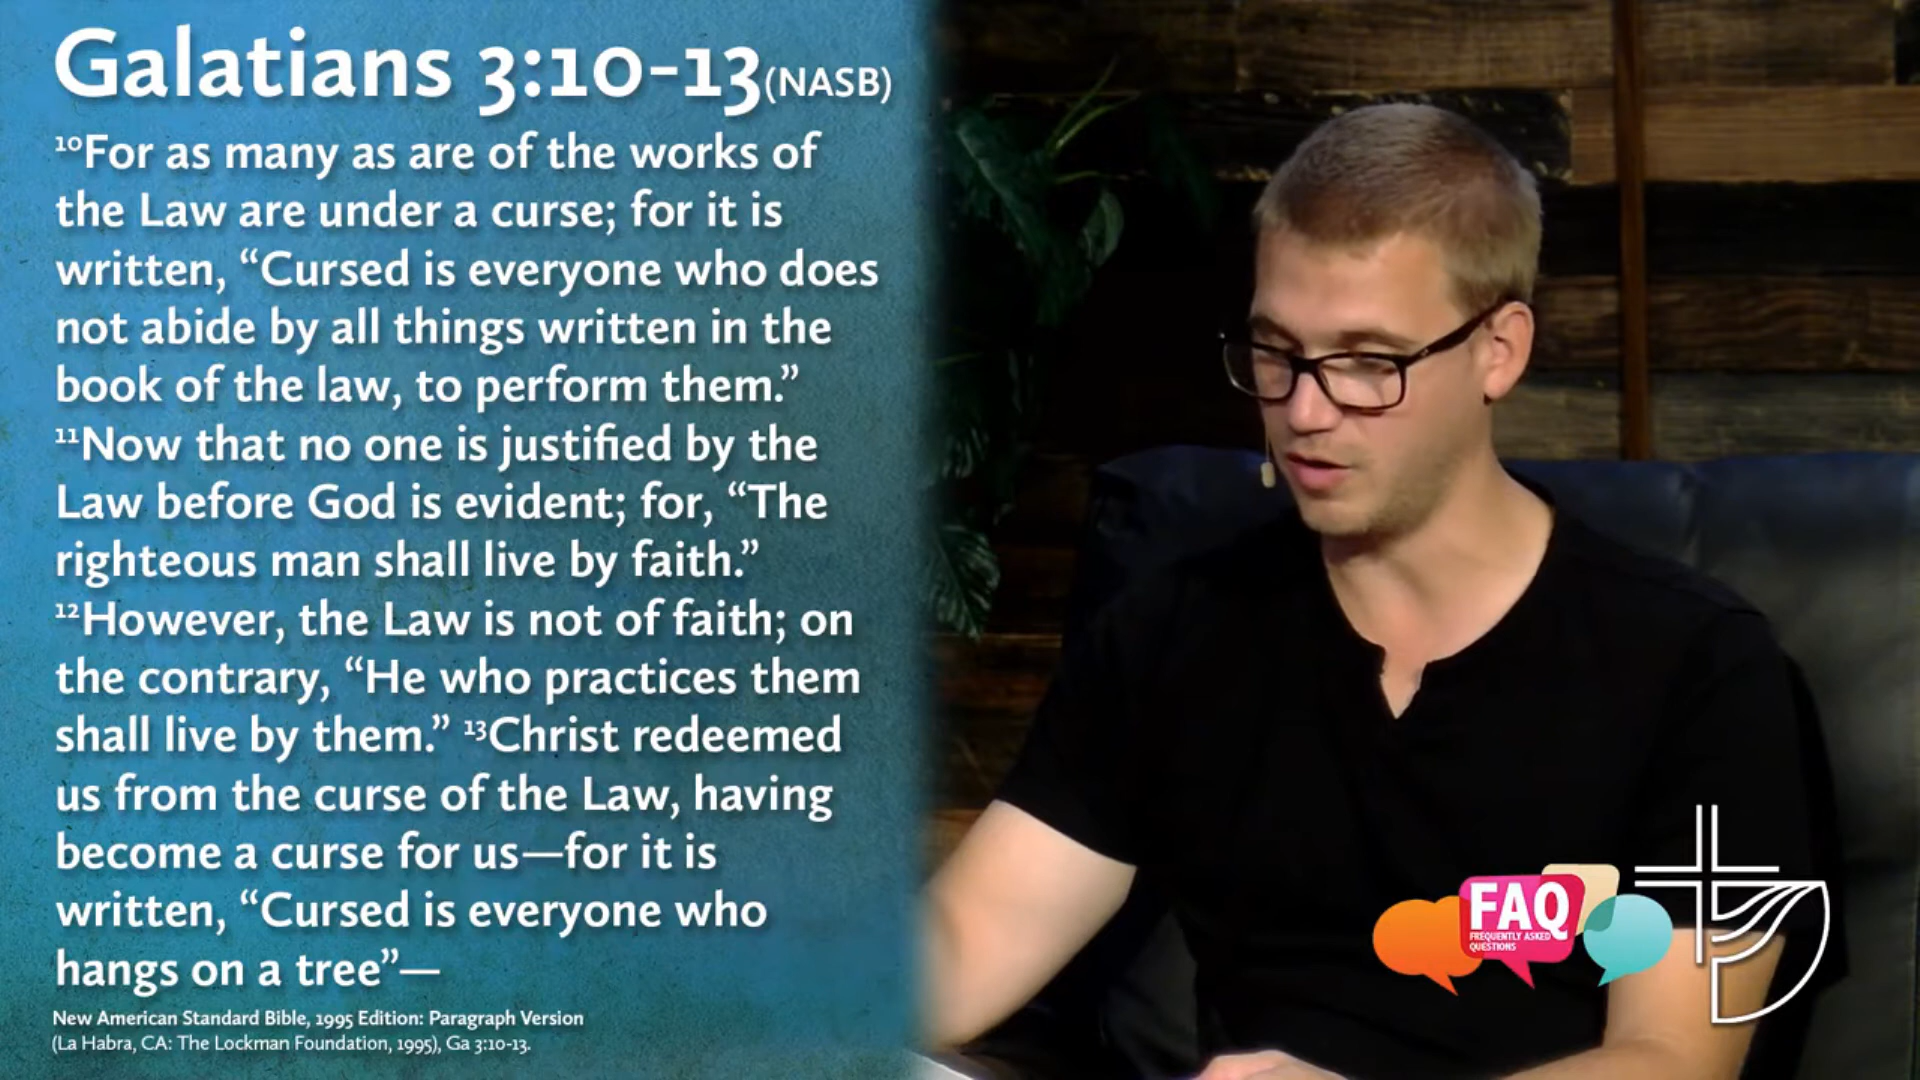 Galatians 3:10-13(NASB)
¹⁰For as many as are of the works of
the Law are under a curse; for it is
written, “Cursed is everyone who does
not abide by all things written in the
book of the law, to perform them.”
¹¹Now that no one is justified by the
Law before God is evident; for, “The
righteous man shall live by faith.”
¹²However, the Law is not of faith; on
the contrary, “He who practices them
shall live by them.” ¹³Christ redeemed
us from the curse of the Law, having
become a curse for us—for it is
written, “Cursed is everyone who
hangs on a tree”—
New American Standard Bible, 1995 Edition: Paragraph Version
(La Habra, CA: The Lockman Foundation, 1995), Ga 3:10-13.
FAQ
FREQUENTLY ASKED
QUESTIONS